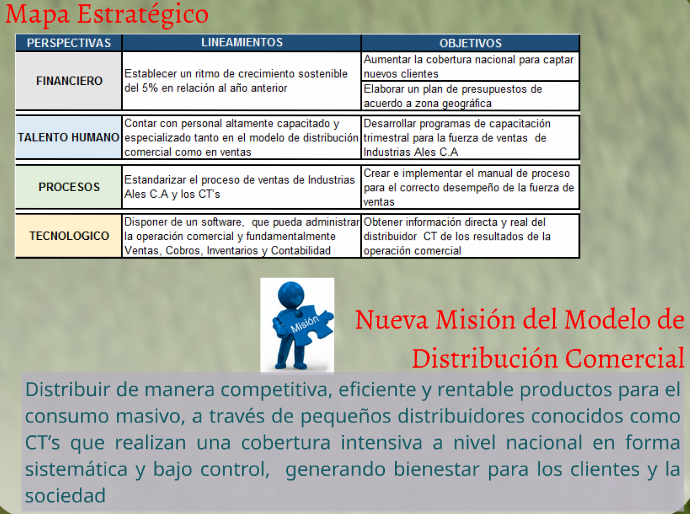 Mapa Estratégico
PERSPECTIVAS LINEAMIENTOS OBJETIVOS
FINANCIERO
Establecer un ritmo de crecimiento sostenible
del 5% en relación al año anterior
Aumentar la cobertura nacional para captar
nuevos clientes
Elaborar un plan de presupuestos de
acuerdo a zona geográfica
TALENTO HUMANO
Contar con personal altamente capacitado y
especializado tanto en el modelo de distribución
comercial como en ventas
Desarrollar programas de capacitación
trimestral para la fuerza de ventas de
Industrias Ales C.A
PROCESOS
Estandarizar el proceso de ventas de Industrias
Ales C.A y los CT's
Crear e implementar el manual de proceso
para el correcto desempeño de la fuerza de
ventas
TECNOLOGICO
Disponer de un software, que pueda administrar
la operación comercial y fundamentalmente
Ventas, Cobros, Inventarios y Contabilidad
Obtener información directa y real del
distribuidor CT de los resultados de la
operación comercial
Misión
Nueva Misión del Modelo de
Distribución Comercial
Distribuir de manera competitiva, eficiente y rentable productos para el
consumo masivo, a través de pequeños distribuidores conocidos como
CT's que realizan una cobertura intensiva a nivel nacional en forma
sistemática y bajo control, generando bienestar para los clientes y la
sociedad